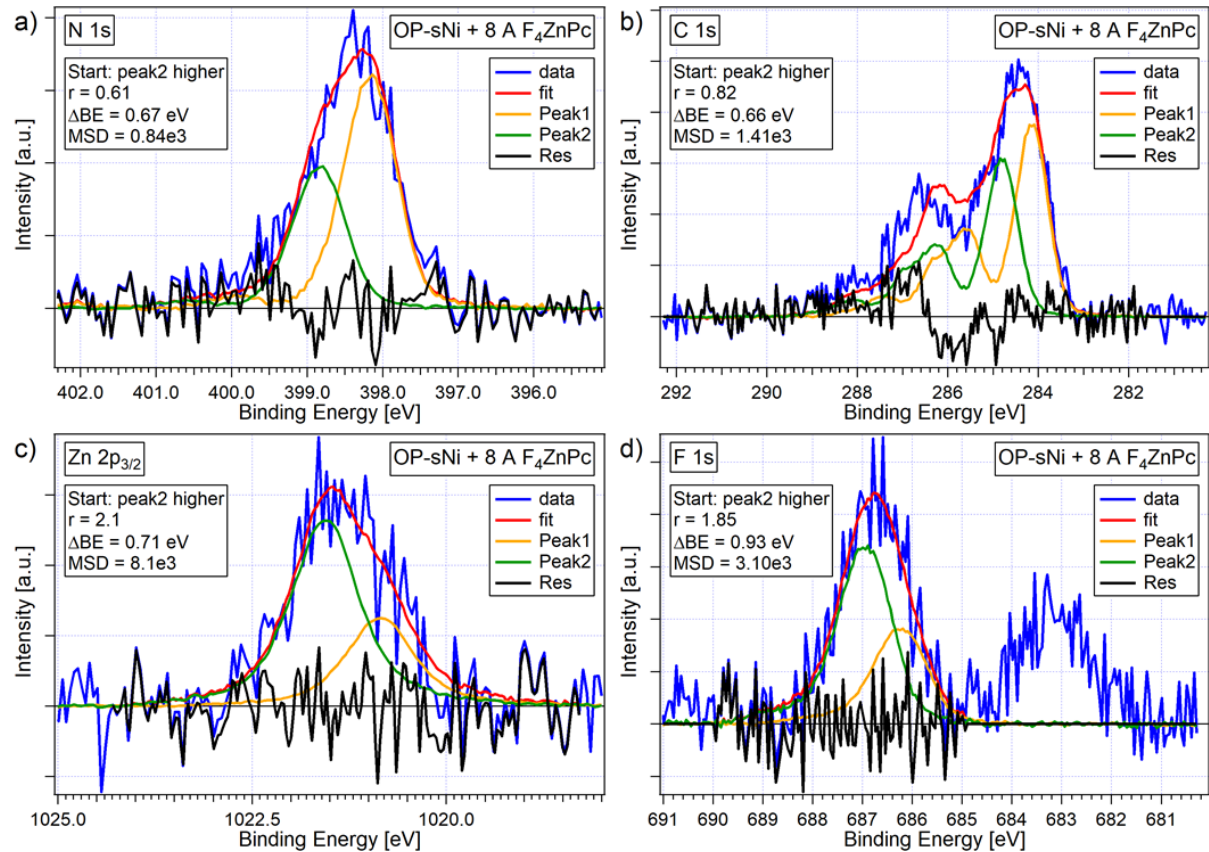 a)
N 1s
OP-sNi + 8 A F₄ZnPc
Start: peak2 higher
r = 0.61
ΔBE = 0.67 eV
MSD = 0.84e3
data
fit
Peak1
Peak2
Res
Intensity [a.u.]
402.0 401.0 400.0 399.0 398.0 397.0 396.0
Binding Energy [eV]
b)
C 1s
OP-sNi + 8 A F₄ZnPc
Start: peak2 higher
r = 0.82
ΔBE = 0.66 eV
MSD = 1.41e3
data
fit
Peak1
Peak2
Res
Intensity [a.u.]
292 290 288 286 284 282
Binding Energy [eV]
c)
Zn 2p₃/₂
OP-sNi + 8 A F₄ZnPc
Start: peak2 higher
r = 2.1
ΔBE = 0.71 eV
MSD = 8.1e3
data
fit
Peak1
Peak2
Res
Intensity [a.u.]
1025.0 1022.5 1020.0
Binding Energy [eV]
d)
F 1s
OP-sNi + 8 A F₄ZnPc
Start: peak2 higher
r = 1.85
ΔBE = 0.93 eV
MSD = 3.10e3
data
fit
Peak1
Peak2
Res
Intensity [a.u.]
691 690 689 688 687 686 685 684 683 682 681
Binding Energy [eV]